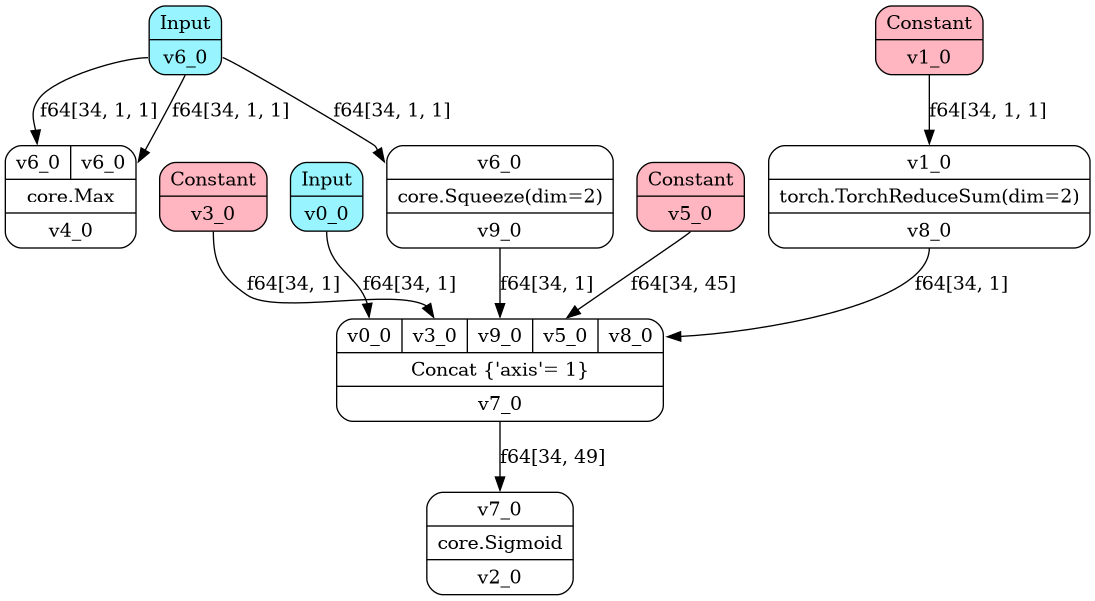 Input
v6_0
Constant
v1_0
f64[34, 1, 1]
f64[34, 1, 1]
f64[34, 1, 1]
f64[34, 1, 1]
v6_0 v6_0
core.Max
v4_0
Constant
v3_0
Input
v0_0
v6_0
core.Squeeze(dim=2)
v9_0
Constant
v5_0
v1_0
torch.TorchReduceSum(dim=2)
v8_0
f64[34, 1]
f64[34, 1]
f64[34, 1]
f64[34, 45]
f64[34, 1]
v0_0 v3_0 v9_0 v5_0 v8_0
Concat {'axis'= 1}
v7_0
f64[34, 49]
v7_0
core.Sigmoid
v2_0